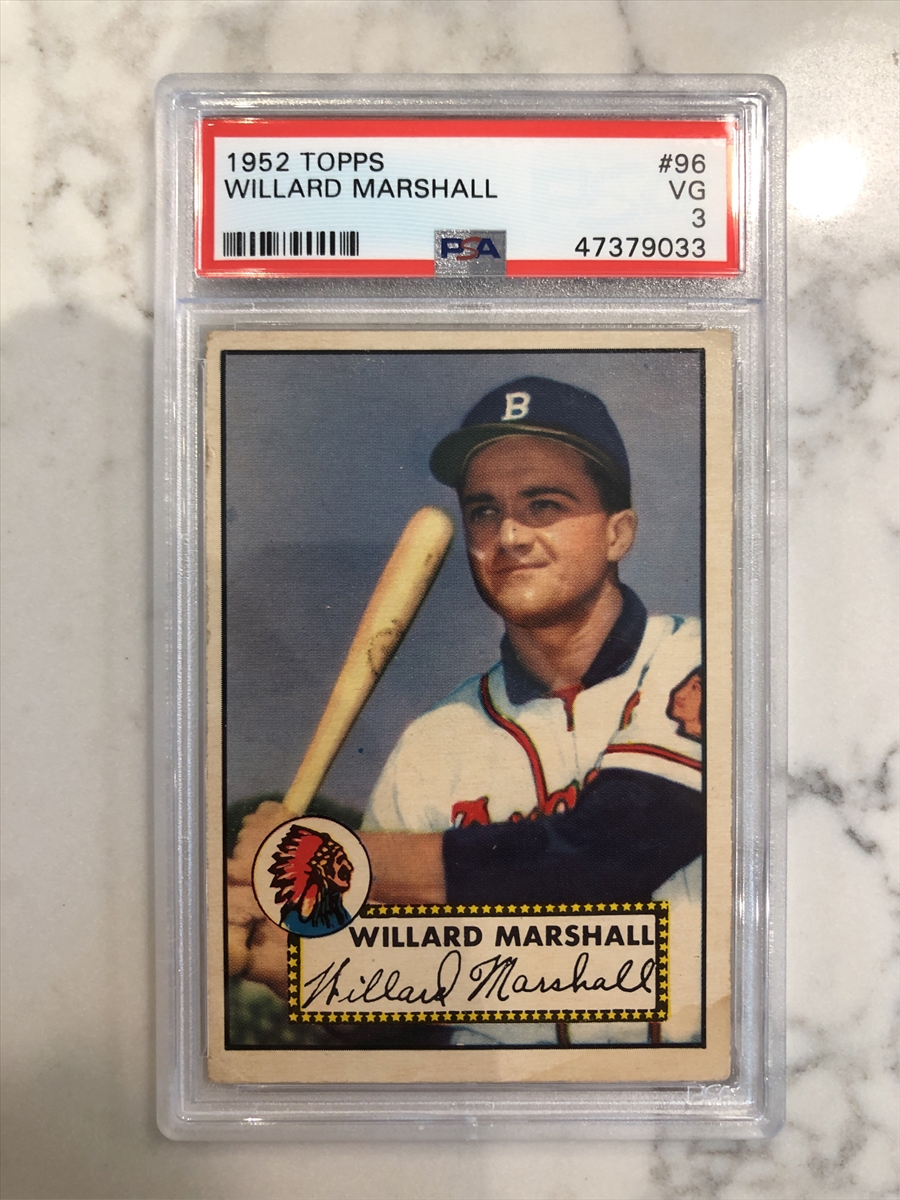 1952 TOPPS #96
WILLARD MARSHALL VG
3
PSA 47379033
B
WILLARD MARSHALL
Willard Marshall